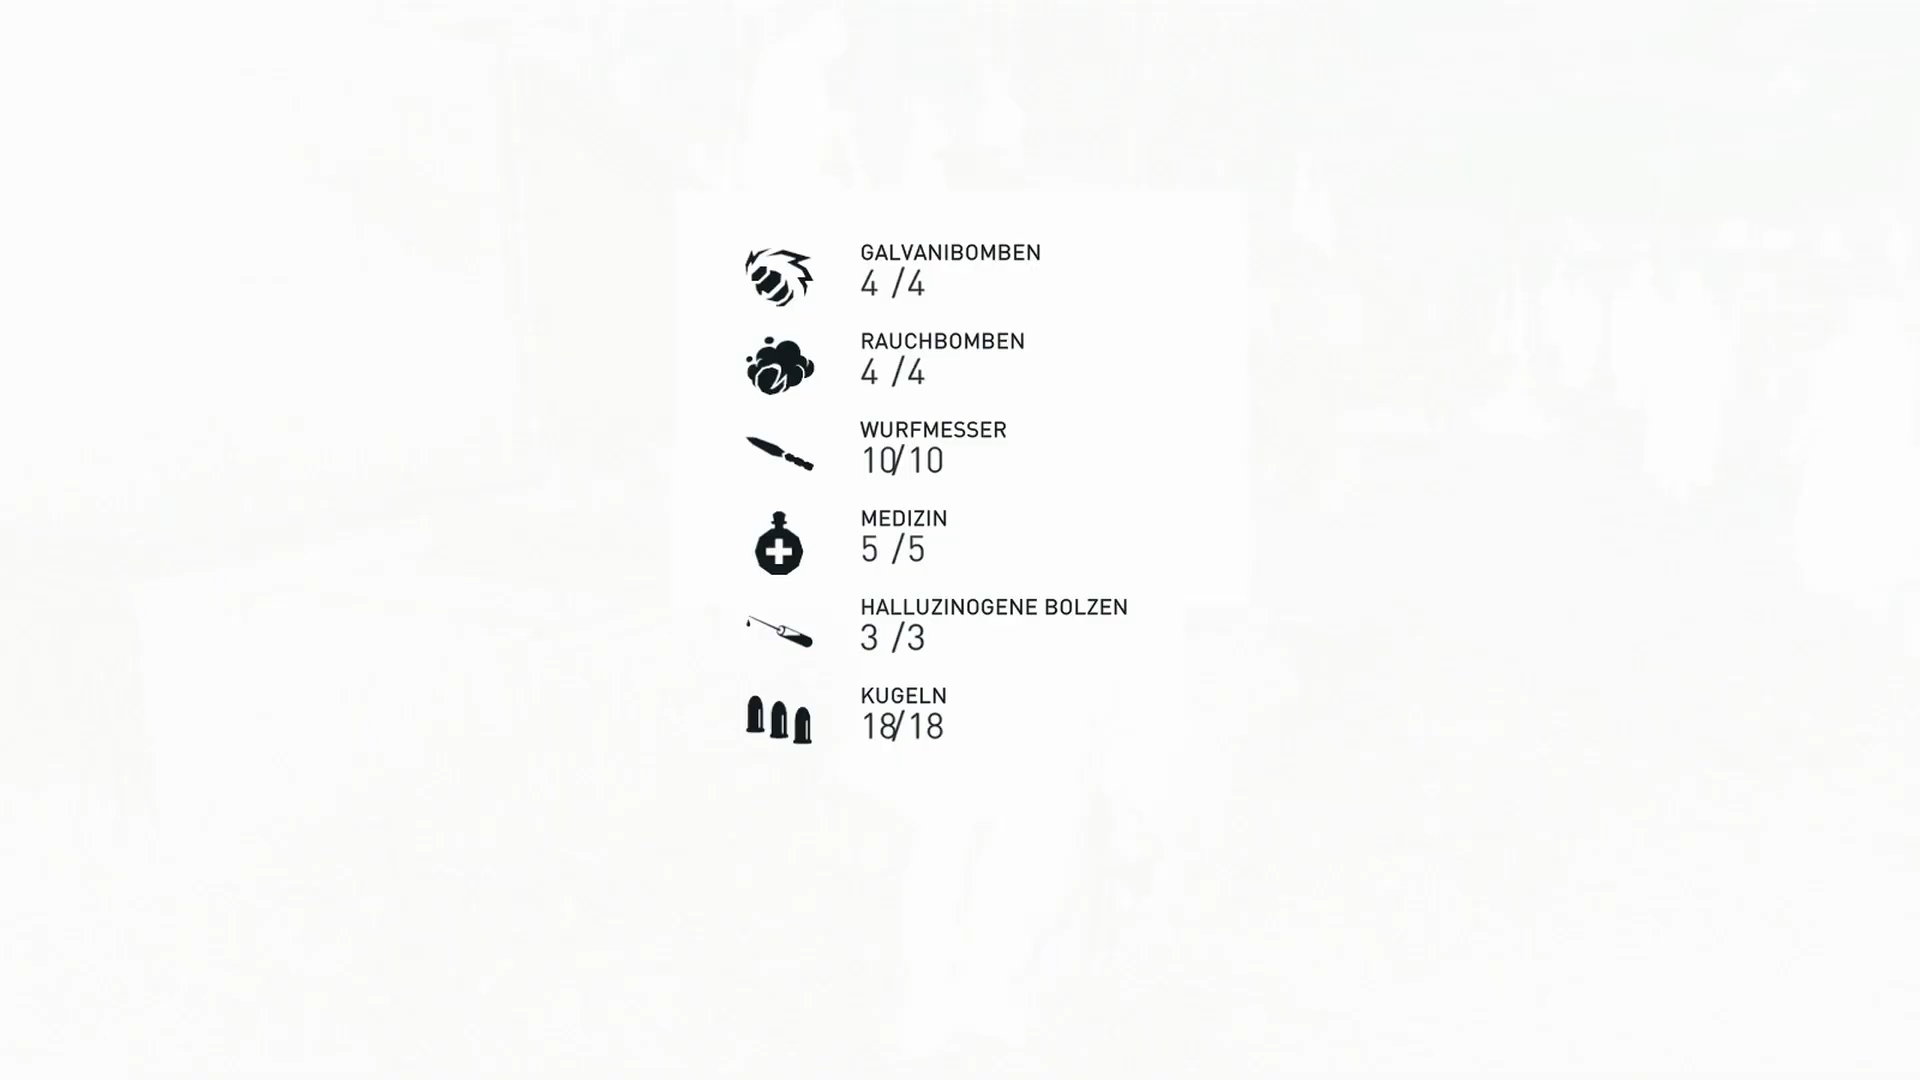 GALVANIBOMBEN
4 /4
RAUCHBOMBEN
4 /4
WURFMESSER
10/10
MEDIZIN
5 /5
HALLUZINOGENE BOLZEN
3 /3
KUGELN
18/18